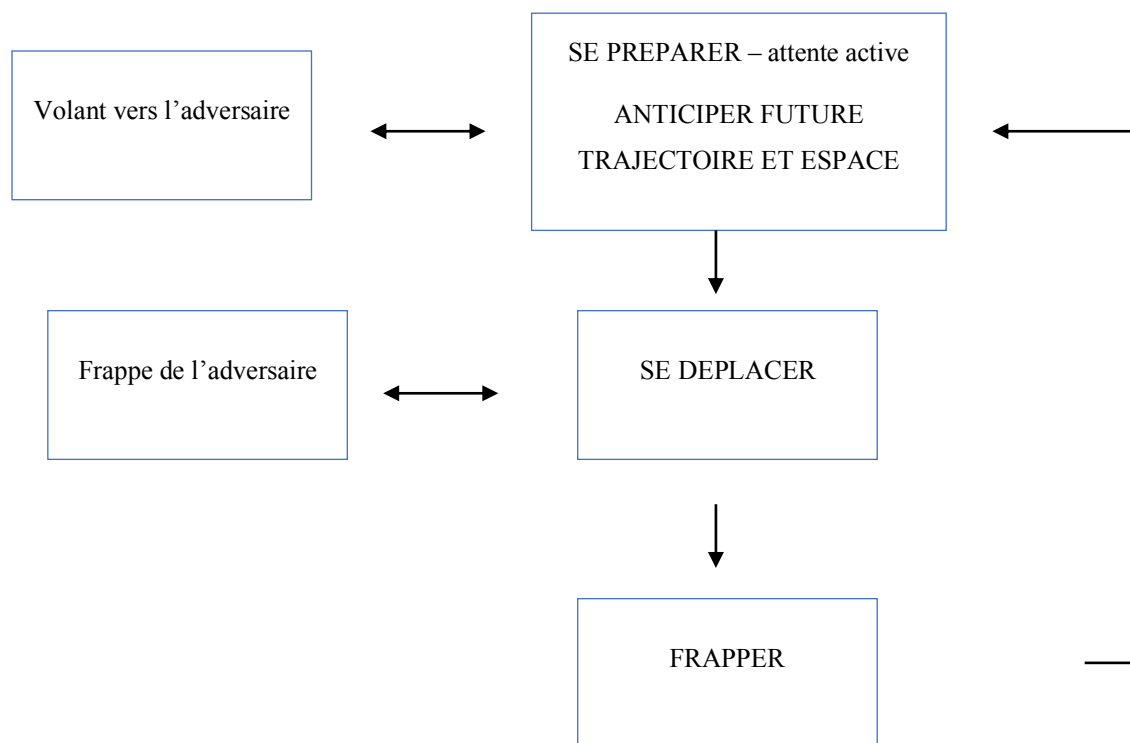 SE PREPARER – attente active
Volant vers l’adversaire
ANTICIPER FUTURE
TRAJECTOIRE ET ESPACE
Frappe de l’adversaire
SE DEPLACER
FRAPPER